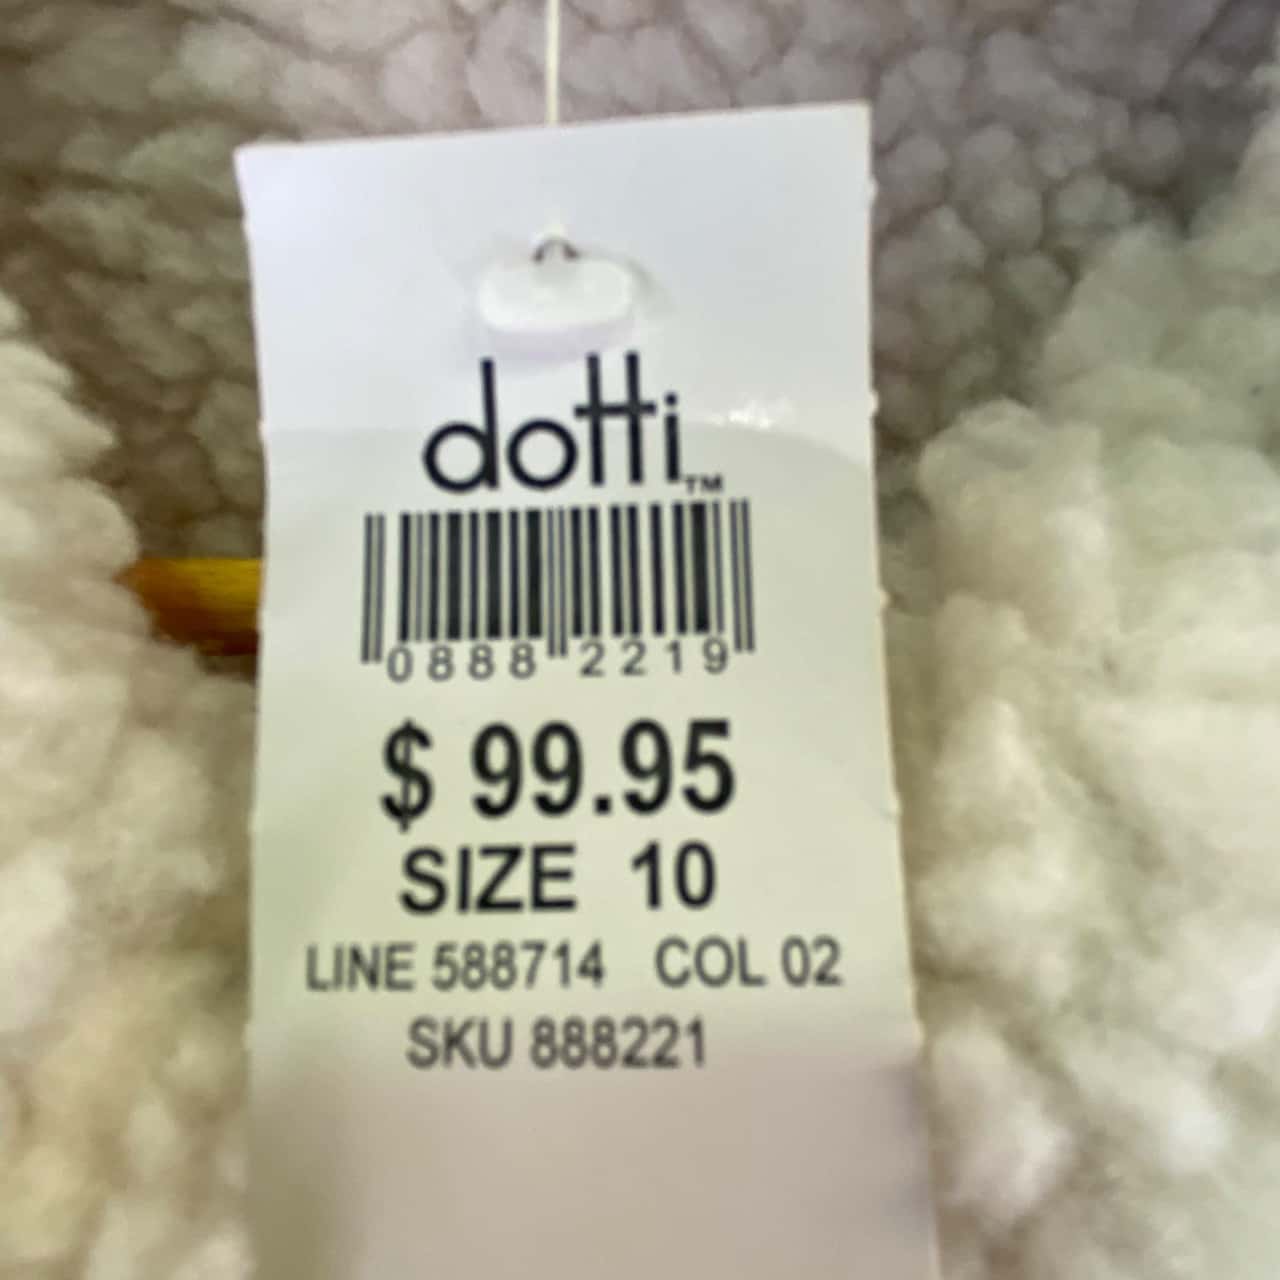 dotti™
0888 2219
$ 99.95
SIZE 10
LINE 588714 COL 02
SKU 888221